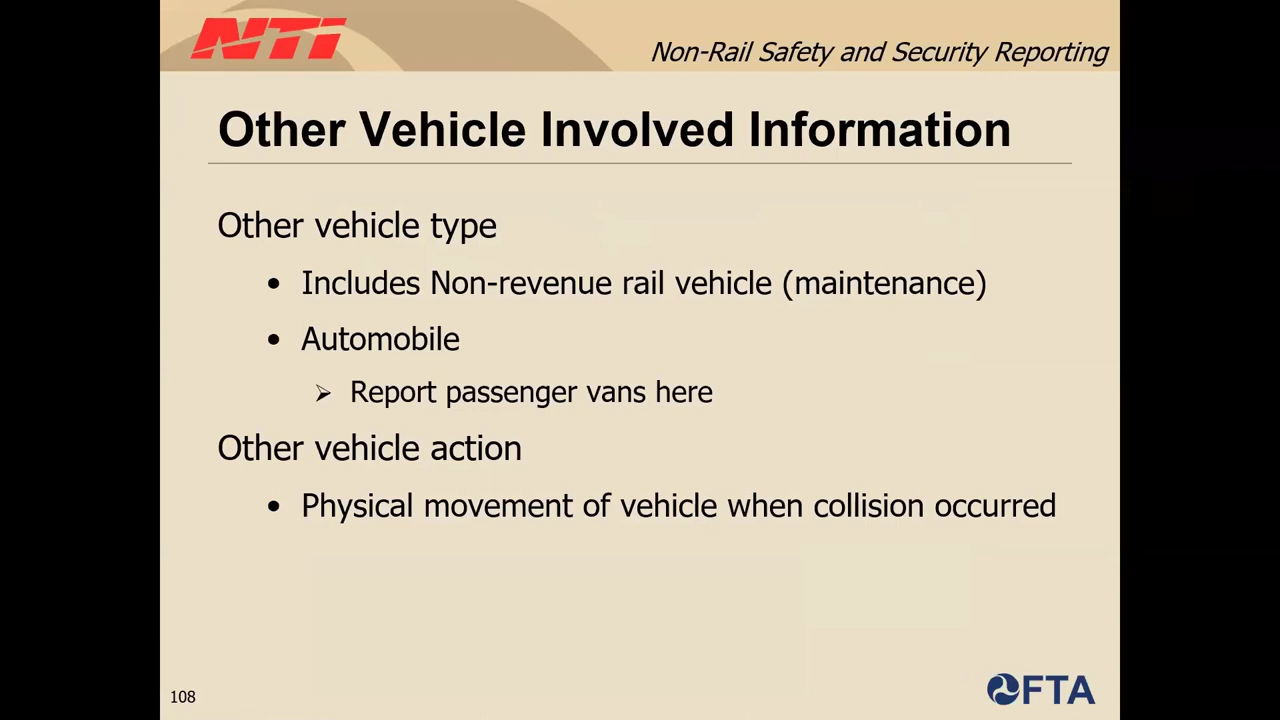 NTI
Non-Rail Safety and Security Reporting
Other Vehicle Involved Information
Other vehicle type
• Includes Non-revenue rail vehicle (maintenance)
• Automobile
➢ Report passenger vans here
Other vehicle action
• Physical movement of vehicle when collision occurred
108
FTA